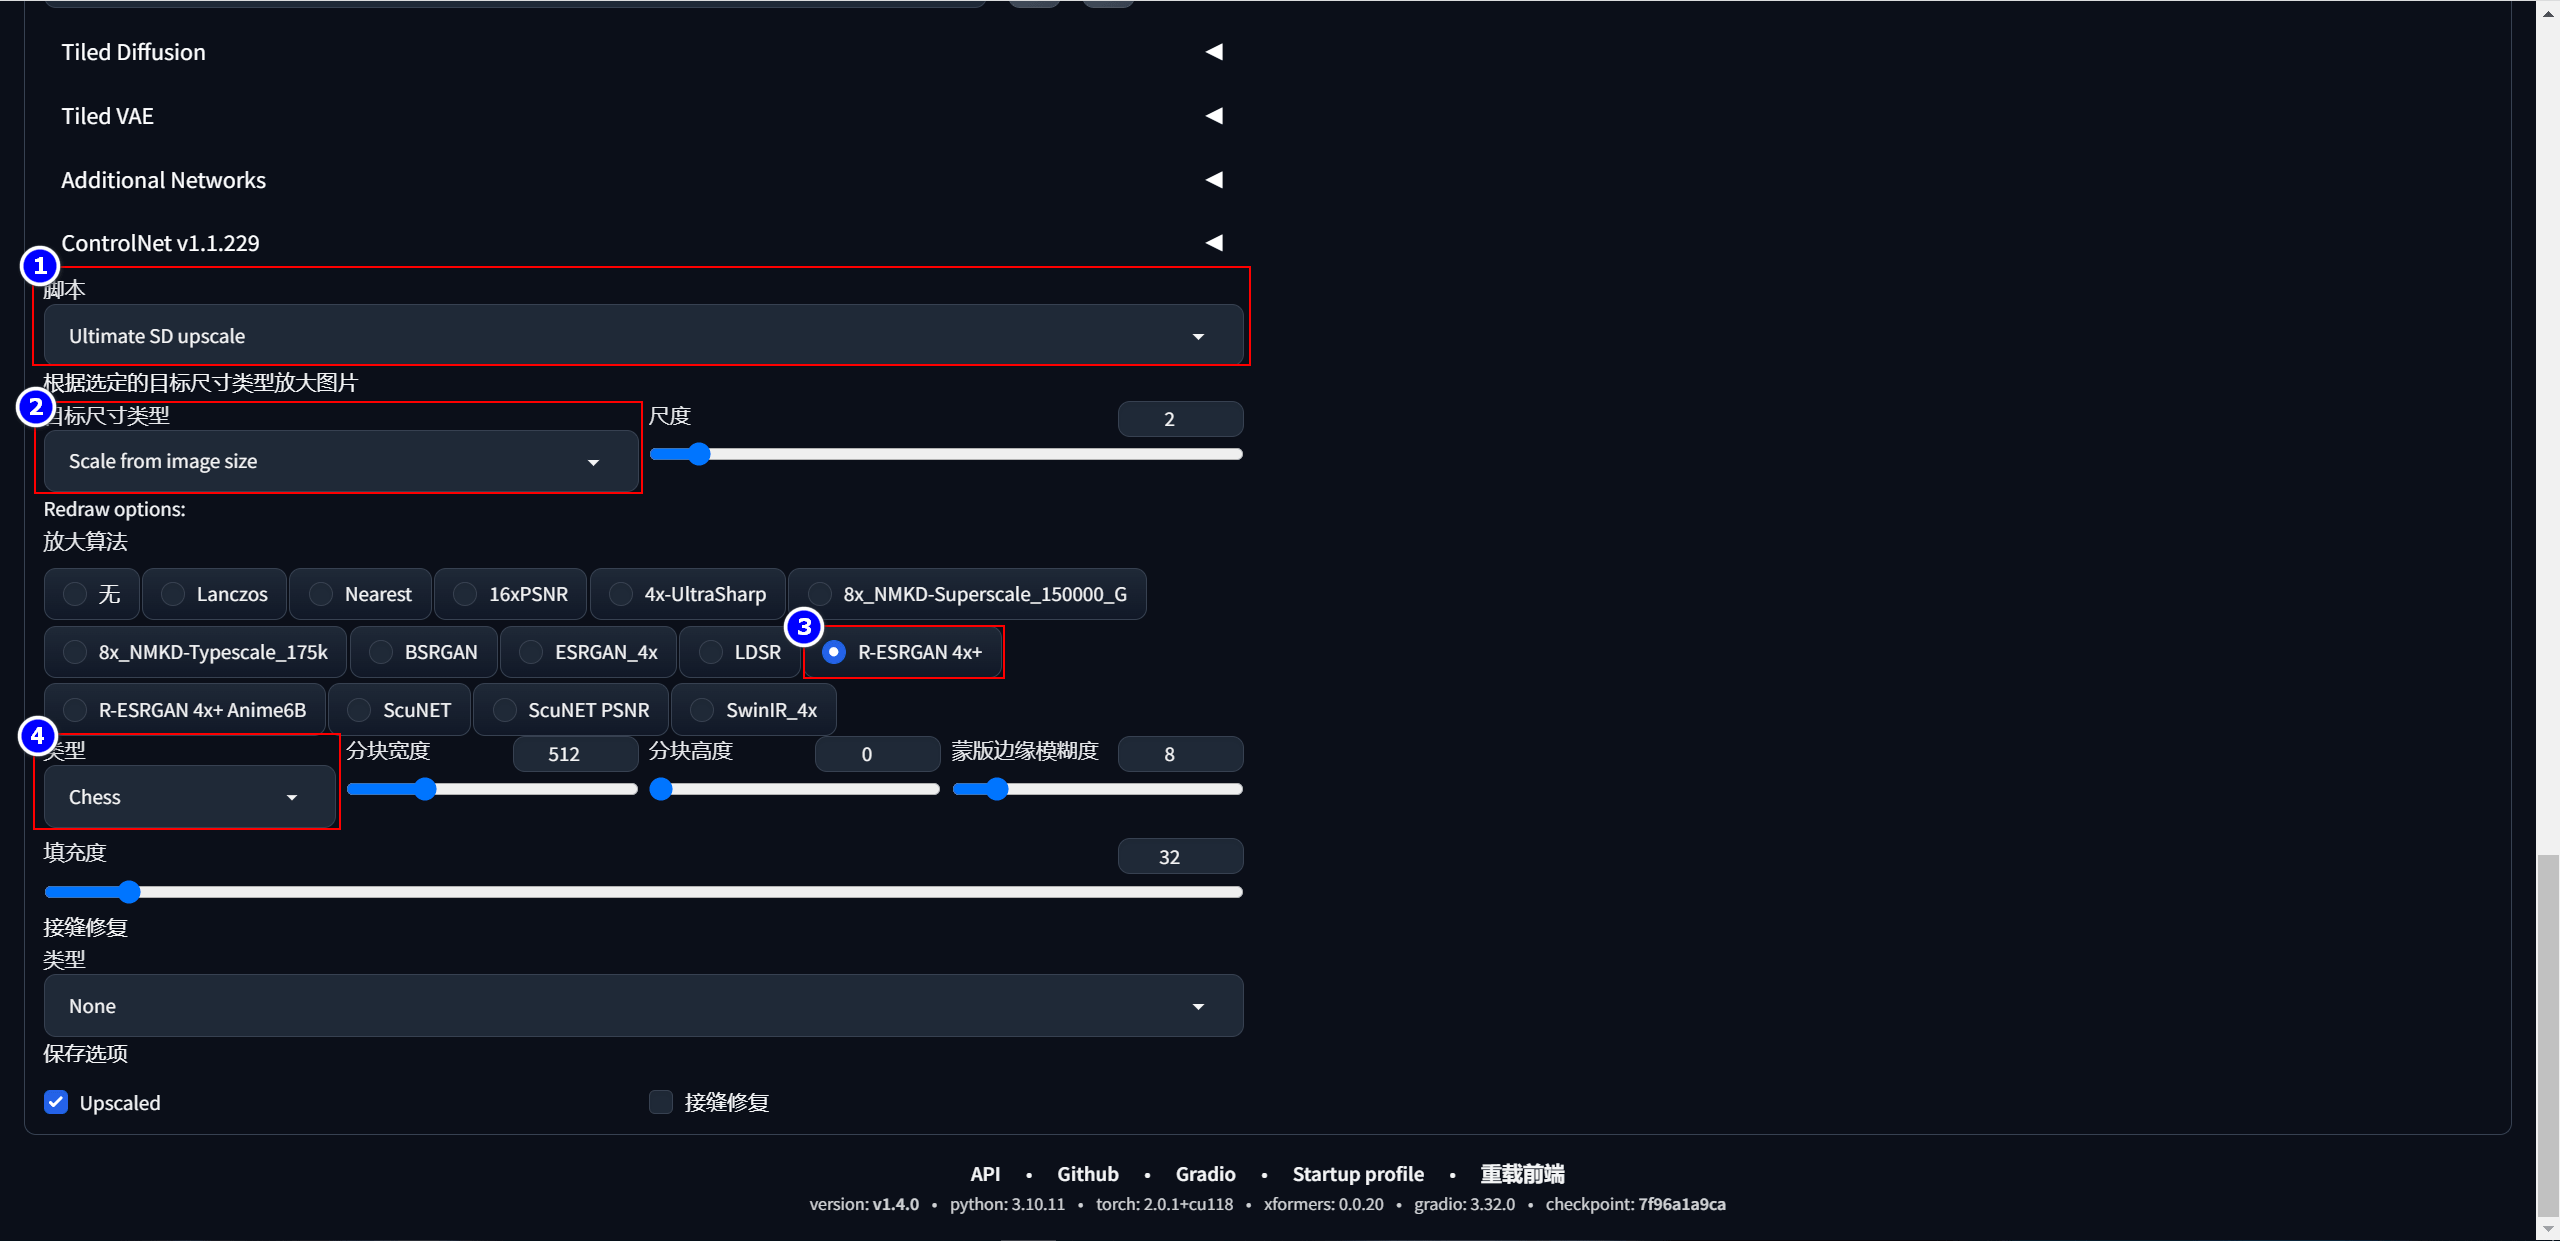 Tiled Diffusion
Tiled VAE
Additional Networks
ControlNet v1.1.229
1
脚本
Ultimate SD upscale
根据选定的目标尺寸类型放大图片
2
目标尺寸类型
尺度
2
Scale from image size
Redraw options:
放大算法
无 Lanczos Nearest 16xPSNR 4x-UltraSharp 8x_NMKD-Superscale_150000_G
3
8x_NMKD-Typescale_175k BSRGAN ESRGAN_4x LDSR R-ESRGAN 4x+
R-ESRGAN 4x+ Anime6B ScuNET ScuNET PSNR SwinIR_4x
4
类型 分块宽度 512 分块高度 0 蒙版边缘模糊度 8
Chess
填充度 32
接缝修复
类型
None
保存选项
Upscaled 接缝修复
API • Github • Gradio • Startup profile • 重载前端
version: v1.4.0 • python: 3.10.11 • torch: 2.0.1+cu118 • xformers: 0.0.20 • gradio: 3.32.0 • checkpoint: 7f96a1a9ca